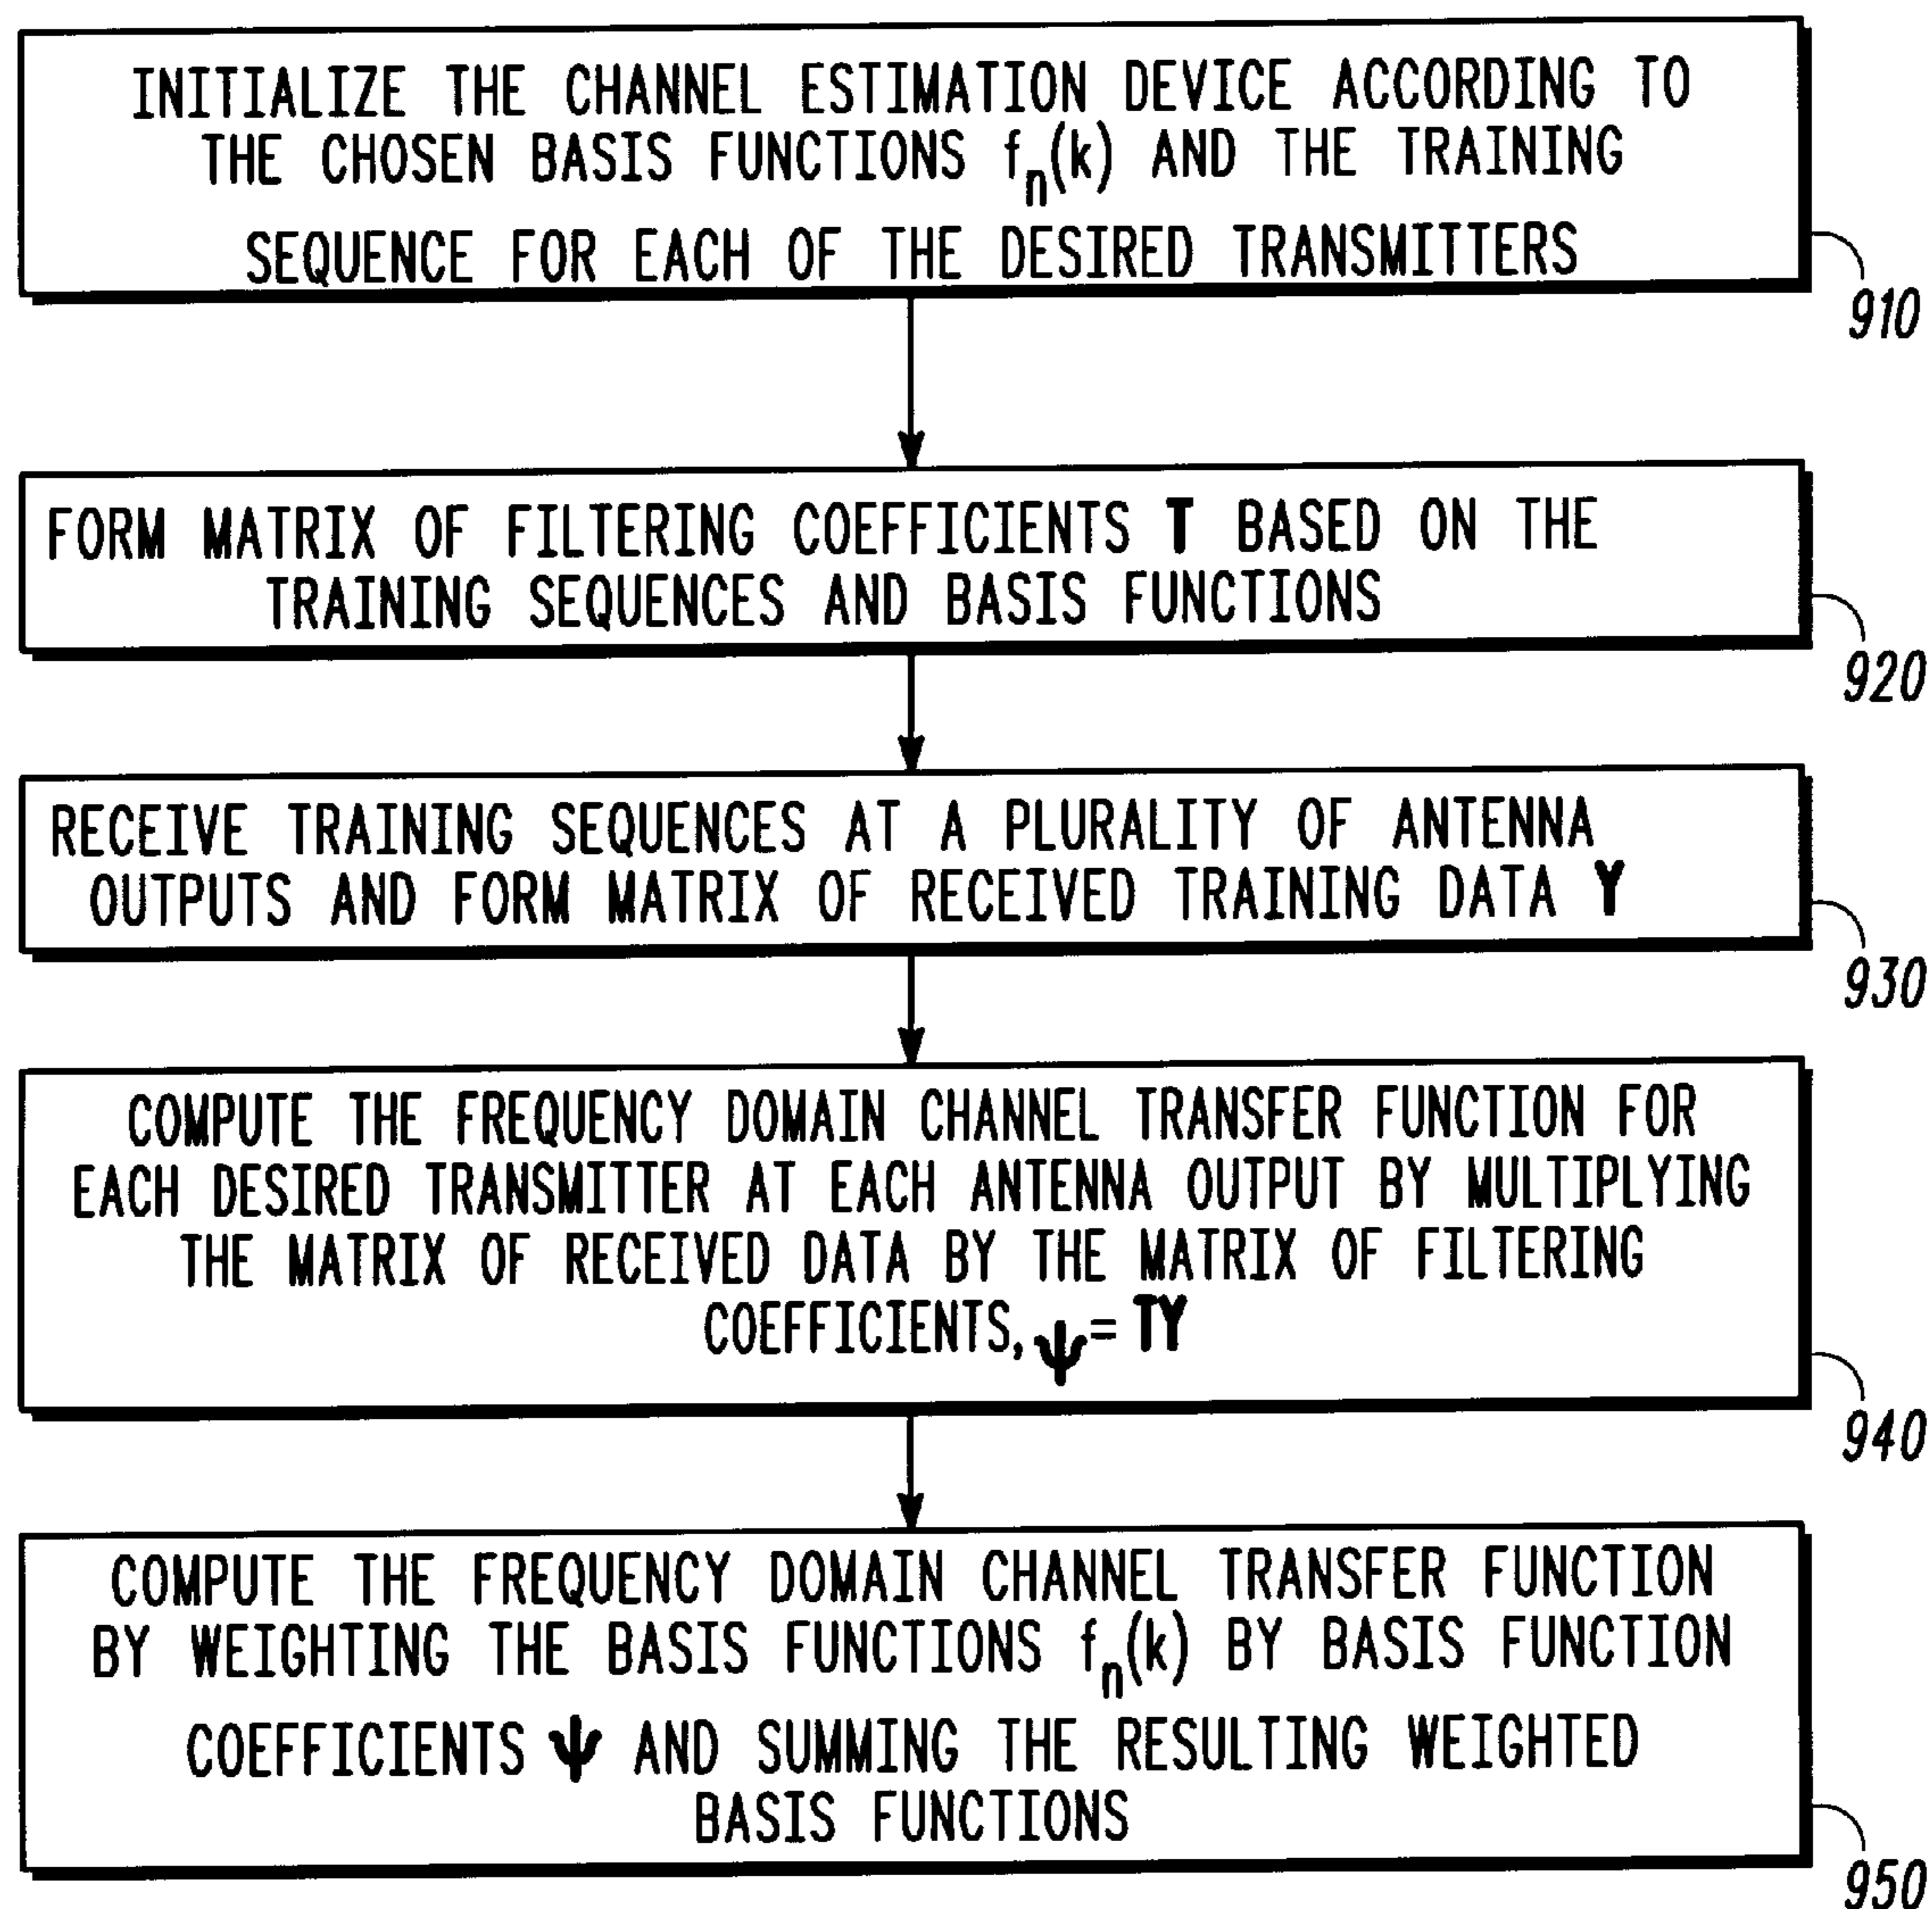 INITIALIZE THE CHANNEL ESTIMATION DEVICE ACCORDING TO
THE CHOSEN BASIS FUNCTIONS fn(k) AND THE TRAINING
SEQUENCE FOR EACH OF THE DESIRED TRANSMITTERS
910
FORM MATRIX OF FILTERING COEFFICIENTS T BASED ON THE
TRAINING SEQUENCES AND BASIS FUNCTIONS
920
RECEIVE TRAINING SEQUENCES AT A PLURALITY OF ANTENNA
OUTPUTS AND FORM MATRIX OF RECEIVED TRAINING DATA Y
930
COMPUTE THE FREQUENCY DOMAIN CHANNEL TRANSFER FUNCTION FOR
EACH DESIRED TRANSMITTER AT EACH ANTENNA OUTPUT BY MULTIPLYING
THE MATRIX OF RECEIVED DATA BY THE MATRIX OF FILTERING
COEFFICIENTS, ψ = TY
940
COMPUTE THE FREQUENCY DOMAIN CHANNEL TRANSFER FUNCTION
BY WEIGHTING THE BASIS FUNCTIONS fn(k) BY BASIS FUNCTION
COEFFICIENTS ψ AND SUMMING THE RESULTING WEIGHTED
BASIS FUNCTIONS
950